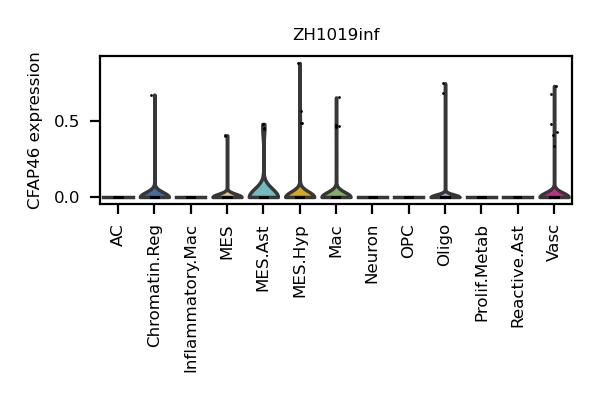 ZH1019inf
CFAP46 expression
0.5
0.0
AC
Chromatin.Reg
Inflammatory.Mac
MES
MES.Ast
MES.Hyp
Mac
Neuron
OPC
Oligo
Prolif.Metab
Reactive.Ast
Vasc